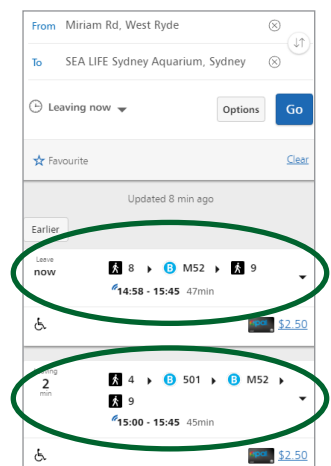 From Miriam Rd, West Ryde
To SEA LIFE Sydney Aquarium, Sydney
Leaving now
Options
Go
Favourite
Clear
Updated 8 min ago
Earlier
Leave
now
8 B M52 9
14:58 - 15:45 47min
opal $2.50
2
min
4 B 501 B M52
9
15:00 - 15:45 45min
opal $2.50